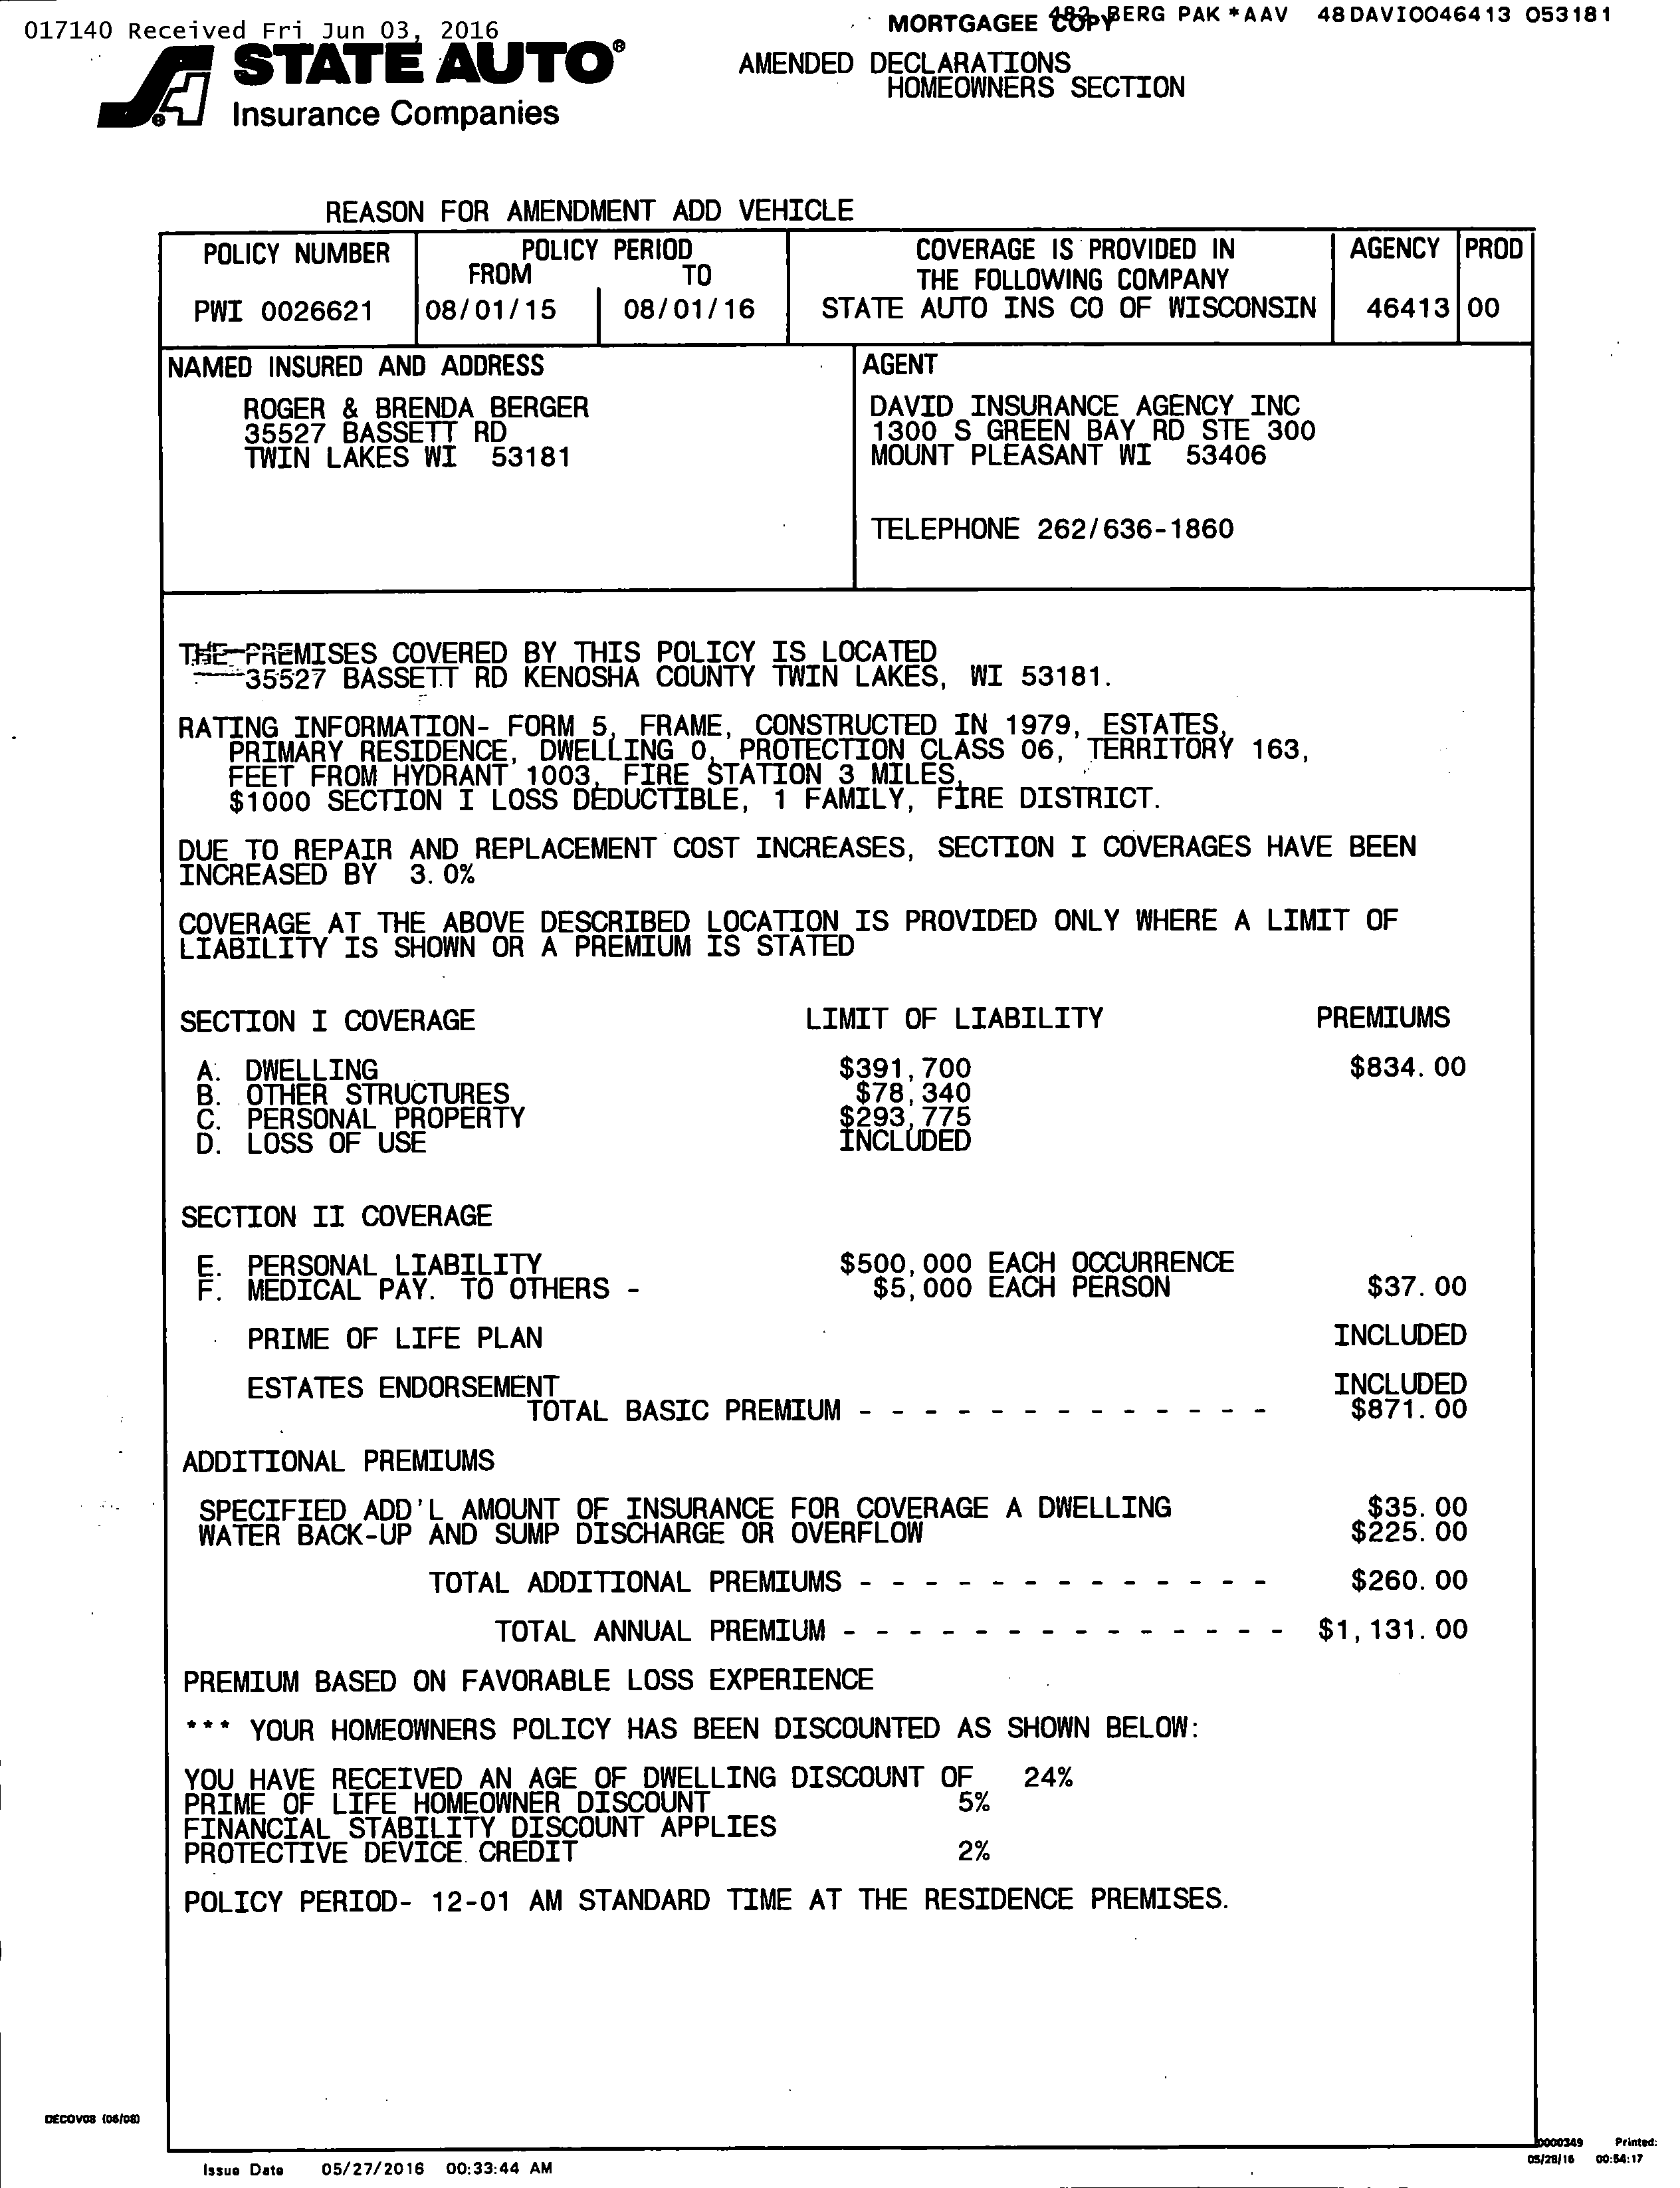 017140 Received Fri Jun 03, 2016
MORTGAGEE COPY
482 BERG PAK *AAV 48DAVIOO46413 O53181
STATE AUTO®
Insurance Companies
AMENDED DECLARATIONS
HOMEOWNERS SECTION
REASON FOR AMENDMENT ADD VEHICLE
POLICY NUMBER
PWI 0026621
POLICY PERIOD
FROM TO
08/01/15 08/01/16
COVERAGE IS PROVIDED IN
THE FOLLOWING COMPANY
STATE AUTO INS CO OF WISCONSIN
AGENCY
46413
PROD
00
NAMED INSURED AND ADDRESS
ROGER & BRENDA BERGER
35527 BASSETT RD
TWIN LAKES WI 53181
AGENT
DAVID INSURANCE AGENCY INC
1300 S GREEN BAY RD STE 300
MOUNT PLEASANT WI 53406
TELEPHONE 262/636-1860
THE PREMISES COVERED BY THIS POLICY IS LOCATED
35527 BASSETT RD KENOSHA COUNTY TWIN LAKES, WI 53181.
RATING INFORMATION- FORM 5, FRAME, CONSTRUCTED IN 1979, ESTATES,
PRIMARY RESIDENCE, DWELLING 0, PROTECTION CLASS 06, TERRITORY 163,
FEET FROM HYDRANT 1003, FIRE STATION 3 MILES,
$1000 SECTION I LOSS DEDUCTIBLE, 1 FAMILY, FIRE DISTRICT.
DUE TO REPAIR AND REPLACEMENT COST INCREASES, SECTION I COVERAGES HAVE BEEN
INCREASED BY 3.0%
COVERAGE AT THE ABOVE DESCRIBED LOCATION IS PROVIDED ONLY WHERE A LIMIT OF
LIABILITY IS SHOWN OR A PREMIUM IS STATED
SECTION I COVERAGE LIMIT OF LIABILITY PREMIUMS
A. DWELLING $391,700 $834.00
B. OTHER STRUCTURES $78,340
C. PERSONAL PROPERTY $293,775
D. LOSS OF USE INCLUDED
SECTION II COVERAGE
E. PERSONAL LIABILITY $500,000 EACH OCCURRENCE
F. MEDICAL PAY. TO OTHERS - $5,000 EACH PERSON $37.00
PRIME OF LIFE PLAN INCLUDED
ESTATES ENDORSEMENT INCLUDED
TOTAL BASIC PREMIUM - - - - - - - - - - - - - $871.00
ADDITIONAL PREMIUMS
SPECIFIED ADD'L AMOUNT OF INSURANCE FOR COVERAGE A DWELLING $35.00
WATER BACK-UP AND SUMP DISCHARGE OR OVERFLOW $225.00
TOTAL ADDITIONAL PREMIUMS - - - - - - - - - - - - - $260.00
TOTAL ANNUAL PREMIUM - - - - - - - - - - - - - - $1,131.00
PREMIUM BASED ON FAVORABLE LOSS EXPERIENCE
*** YOUR HOMEOWNERS POLICY HAS BEEN DISCOUNTED AS SHOWN BELOW:
YOU HAVE RECEIVED AN AGE OF DWELLING DISCOUNT OF 24%
PRIME OF LIFE HOMEOWNER DISCOUNT 5%
FINANCIAL STABILITY DISCOUNT APPLIES
PROTECTIVE DEVICE CREDIT 2%
POLICY PERIOD- 12-01 AM STANDARD TIME AT THE RESIDENCE PREMISES.
DECOV08 (06/08)
0000349 Printed:
05/28/16 00:54:17
Issue Date 05/27/2016 00:33:44 AM